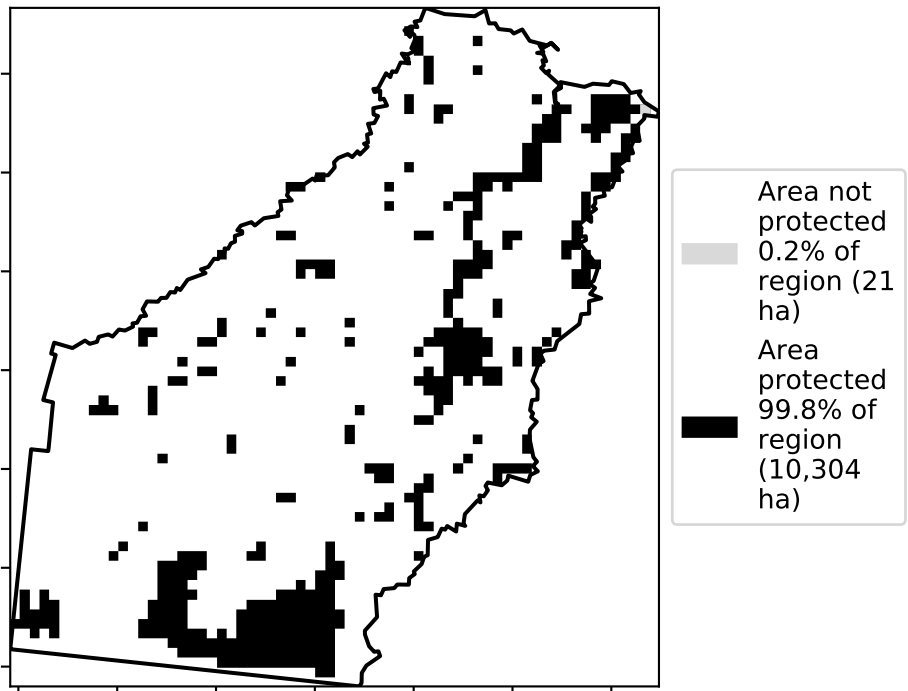 Area not
protected
0.2% of
region (21
ha)
Area
protected
99.8% of
region
(10,304
ha)